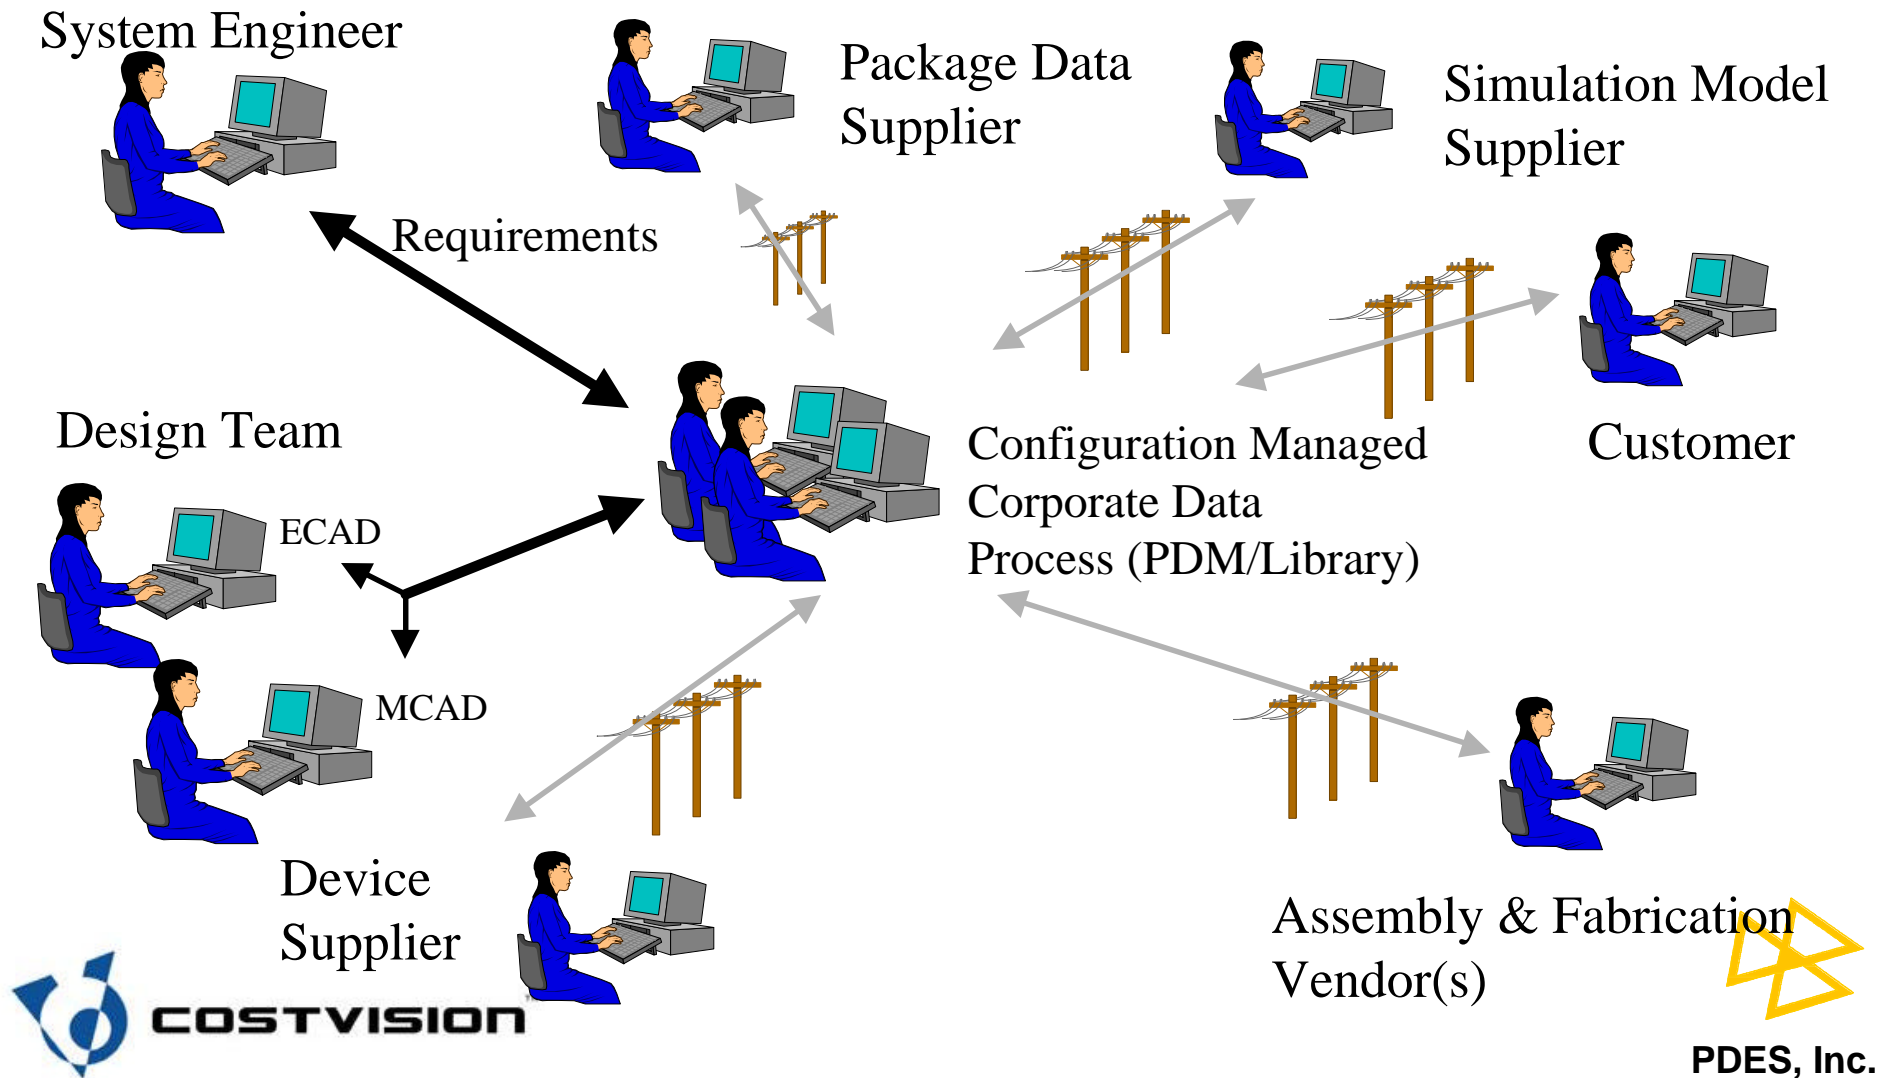 System Engineer
Package Data
Supplier
Simulation Model
Supplier
Requirements
Customer
Design Team
Configuration Managed
Corporate Data
Process (PDM/Library)
ECAD
MCAD
Device
Supplier
Assembly & Fabrication
Vendor(s)
COSTVISION
PDES, Inc.